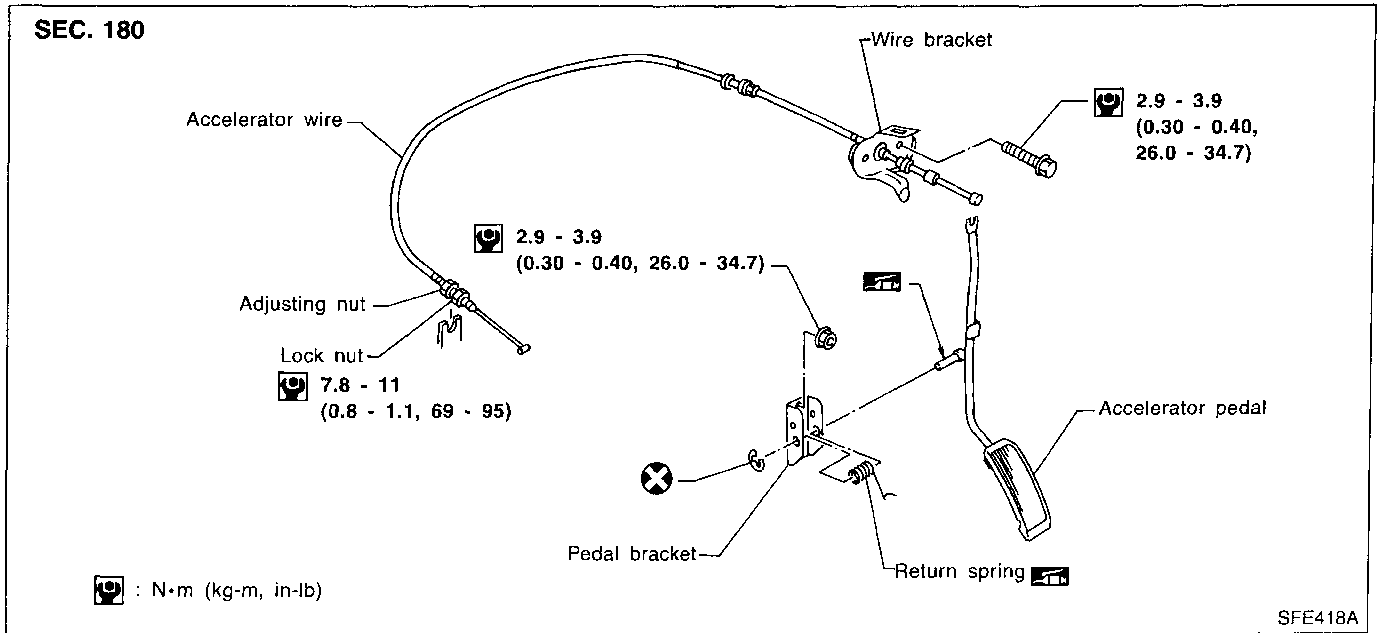 SEC. 180
Wire bracket
2.9 - 3.9
(0.30 - 0.40,
26.0 - 34.7)
Accelerator wire
2.9 - 3.9
(0.30 - 0.40, 26.0 - 34.7)
Adjusting nut
Lock nut
7.8 - 11
(0.8 - 1.1, 69 - 95)
Accelerator pedal
Pedal bracket
Return spring
: N•m (kg-m, in-lb)
SFE418A